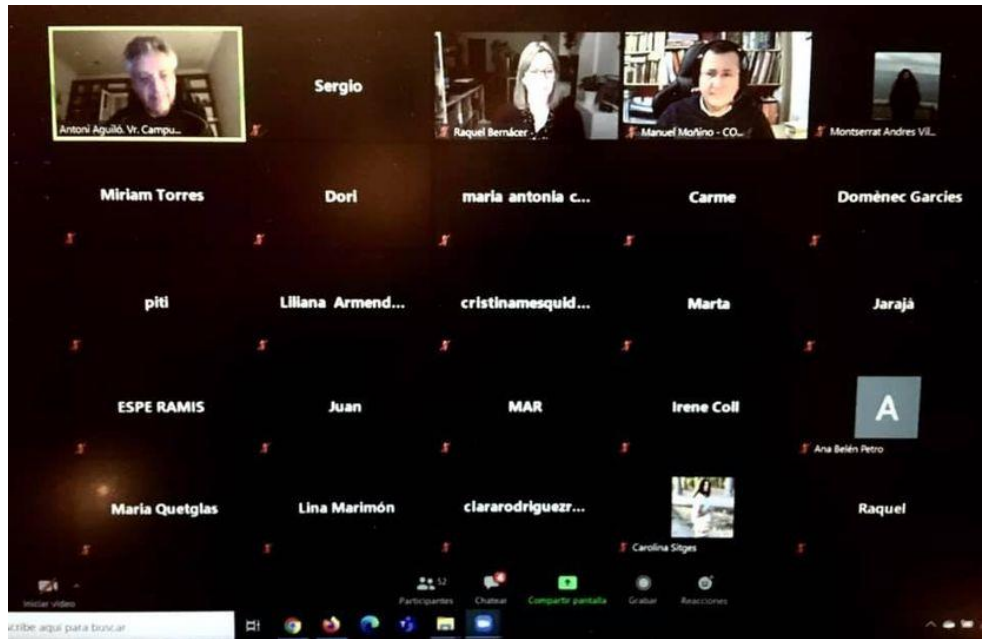 Antoni Aguiló. Vr. Campu...
Sergio
Raquel Bernácer
Manuel Moñino - CO...
Montserrat Andres Vil...
Miriam Torres
Dori
maria antonia c...
Carme
Domènec Garcies
piti
Liliana Armend...
cristinamesquid...
Marta
Jarajà
ESPE RAMIS
Juan
MAR
Irene Coll
A
Ana Belén Petro
Maria Quetglas
Lina Marimón
clararodriguezr...
Carolina Sitges
Raquel
Iniciar video
52
Participantes
4
Chatear
Compartir pantalla
Grabar
Reacciones
scribe aquí para buscar